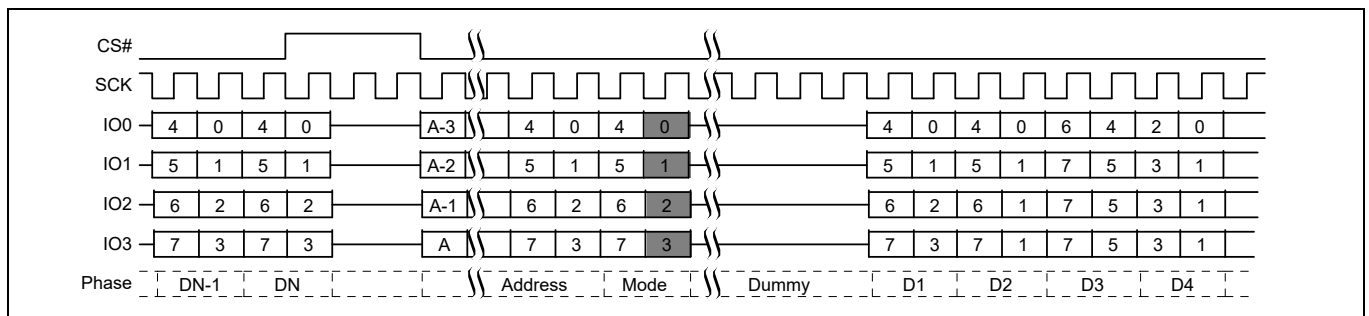 CS#
SCK
IO0 4 0 4 0 A-3 4 0 4 0 4 0 4 0 6 4 2 0
IO1 5 1 5 1 A-2 5 1 5 1 5 1 5 1 7 5 3 1
IO2 6 2 6 2 A-1 6 2 6 2 6 2 6 1 7 5 3 1
IO3 7 3 7 3 A 7 3 7 3 7 3 7 1 7 5 3 1
Phase DN-1 DN Address Mode Dummy D1 D2 D3 D4